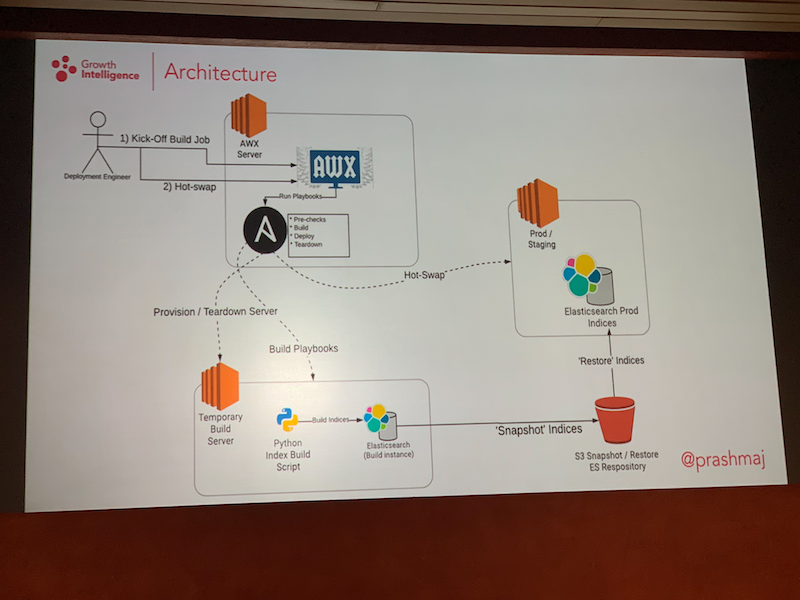 Growth
Intelligence
Architecture
1) Kick-Off Build Job
Deployment Engineer
2) Hot-swap
AWX
Server
AWX
Run Playbooks
* Pre-checks
* Build
* Deploy
* Teardown
A
Prod /
Staging
Hot-Swap
Elasticsearch Prod
Indices
Provision / Teardown Server
Build Playbooks
'Restore' Indices
Temporary
Build
Server
Python
Index Build
Script
Build Indices
Elasticsearch
(Build instance)
'Snapshot' Indices
S3 Snapshot / Restore
ES Respository
@prashmaj